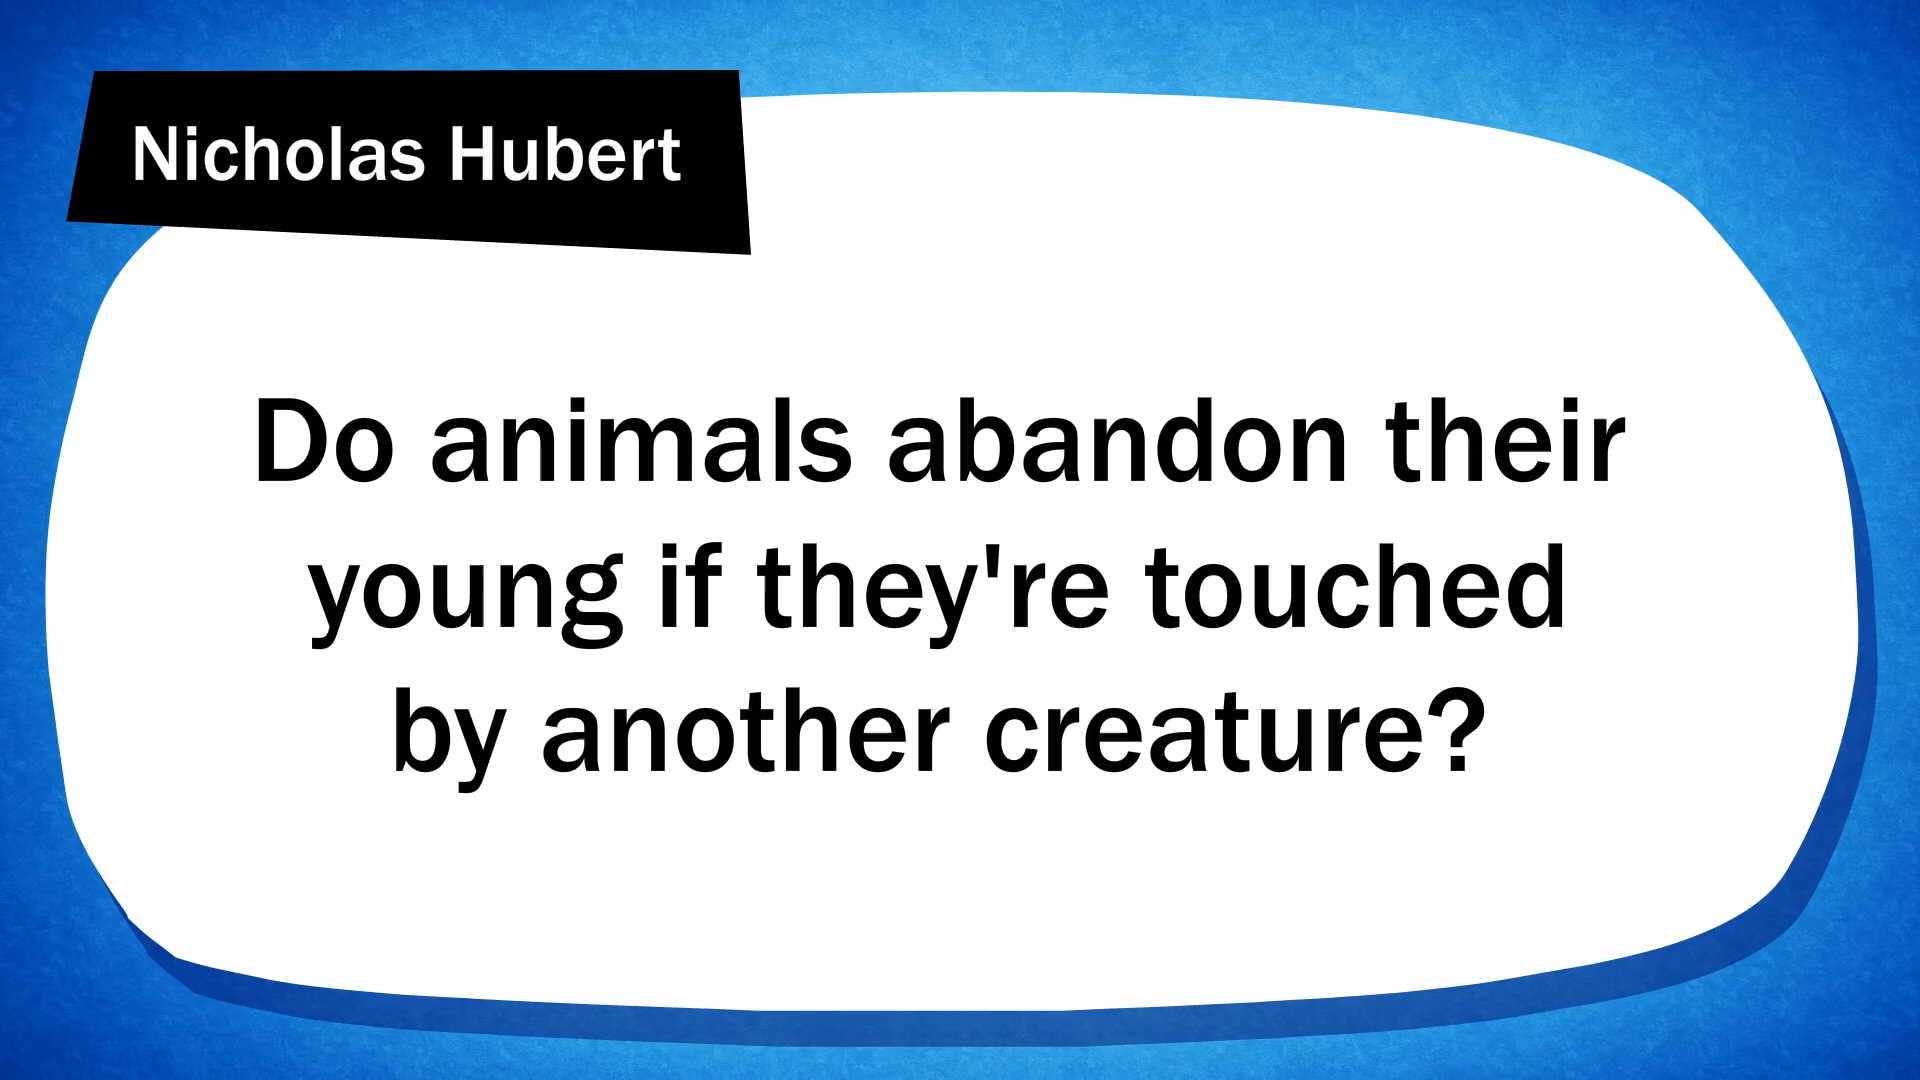 Nicholas Hubert
Do animals abandon their
young if they're touched
by another creature?